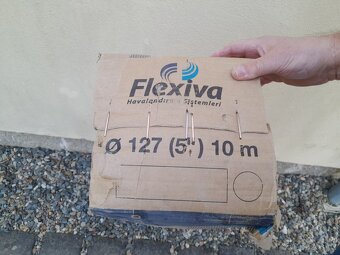 Flexiva
Havalandırma Sistemleri
Ø 127 (5") 10 m